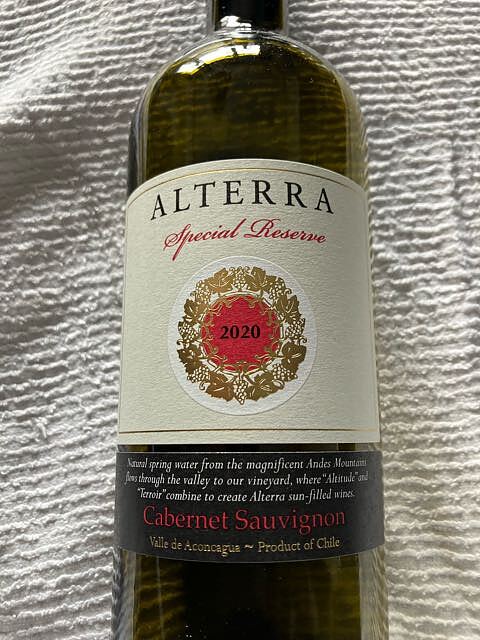 ALTERRA
Special Reserve
2020
Natural spring water from the magnificent Andes Mountains
flows through the valley to our vineyard, where "Altitude" and
"Terroir" combine to create Alterra sun-filled wines.
Cabernet Sauvignon
Valle de Aconcagua ~ Product of Chile